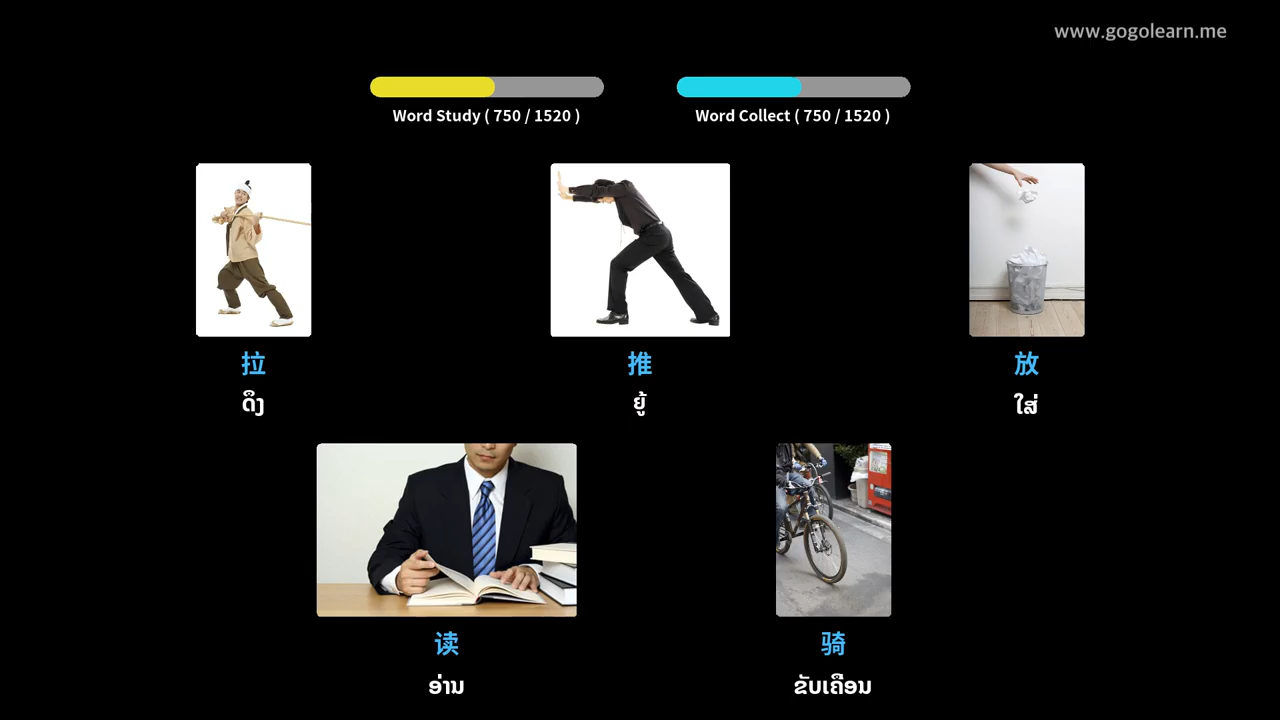 www.gogolearn.me
Word Study ( 750 / 1520 )
Word Collect ( 750 / 1520 )
拉
ດຶງ
推
ຍູ້
放
ໃສ່
读
ອ່ານ
骑
ຂັບເຄືອນ